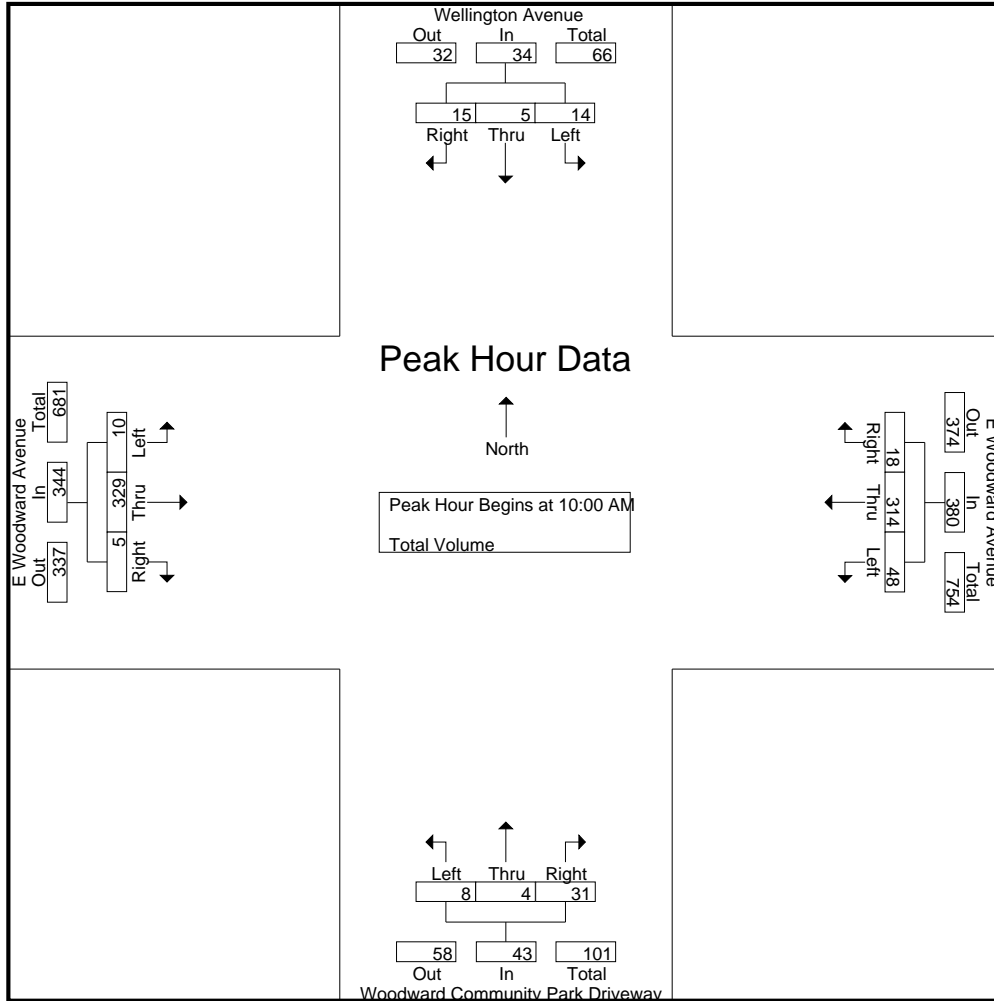 Wellington Avenue
Out In Total
32 34 66
15 5 14
Right Thru Left
Peak Hour Data
North
Peak Hour Begins at 10:00 AM
Total Volume
E Woodward Avenue
Out In Total
337 344 681
Left Thru Right
10 329 5
E Woodward Avenue
Out In Total
374 380 754
Right Thru Left
18 314 48
Left Thru Right
8 4 31
58 43 101
Out In Total
Woodward Community Park Driveway